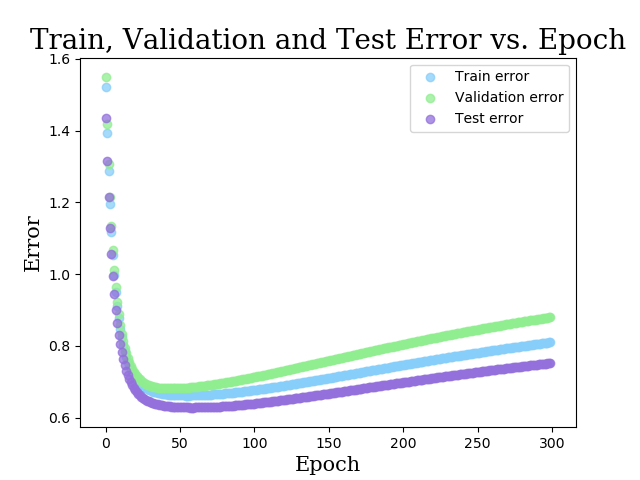 Train, Validation and Test Error vs. Epoch
Train error
Validation error
Test error
Error
1.6
1.4
1.2
1.0
0.8
0.6
0
50
100
150
200
250
300
Epoch